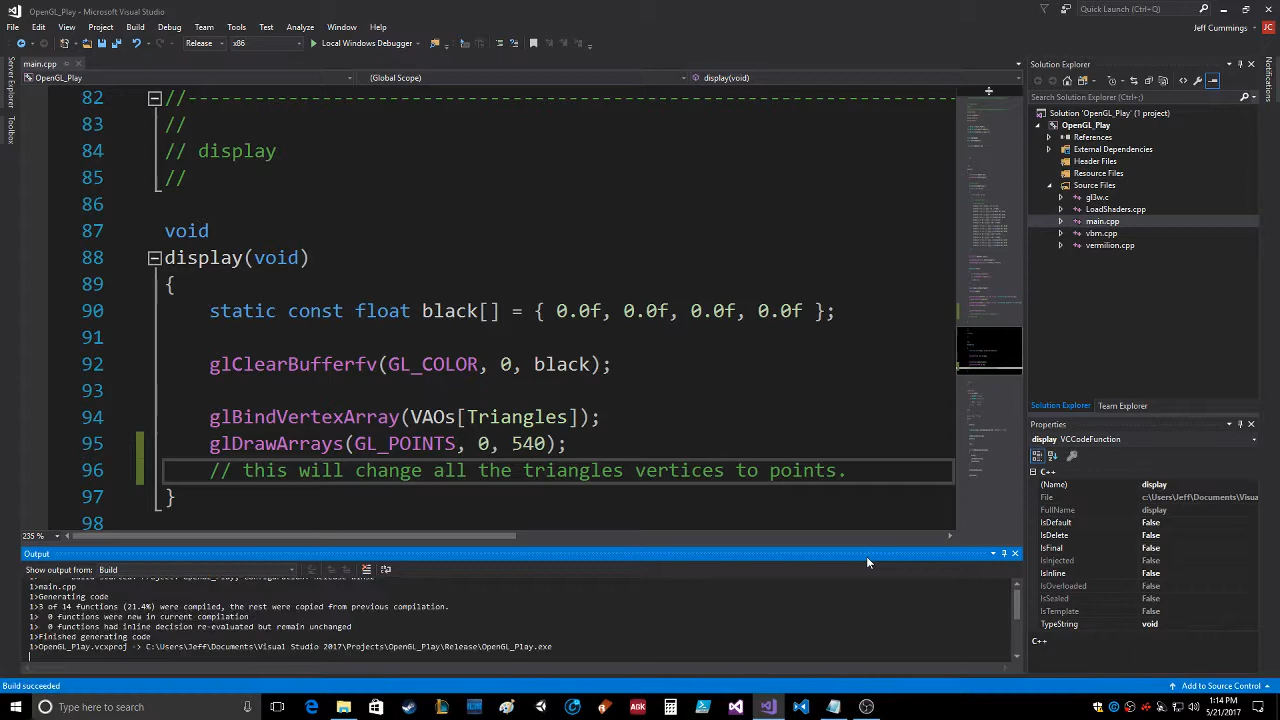 OpenGL_Play - Microsoft Visual Studio
Quick Launch (Ctrl+Q)
File Edit View Project Build Debug Team Tools Test Analyze Window Help
Jeff Cummings JC
Release x86 Local Windows Debugger
Server Explorer
Toolbox
Notifications
main.cpp
OpenGL_Play (Global Scope) display(void)
82 //
83 //
84 // display
85 //
86
87 void
88 display(void)
89 {
90 static const float black[] = { 0.0f, 0.0f, 0.0f, 0.0f };
91
92 glClearBufferfv(GL_COLOR, 0, black);
93
94 glBindVertexArray(VAOs[Triangles]);
95 glDrawArrays(GL_POINTS, 0, 540);
96 // this will change all the triangles vertics to points.
97 }
98
235 %
Solution Explorer
Search Solution Explorer (Ctrl+;)
Solution 'OpenGL_Play' (1 project)
OpenGL_Play
References
External Dependencies
Header Files
Source Files
gl3w.c
main.cpp
vbm.cpp
Resource Files
Solution Explorer Team Explorer
Properties
display VCCodeFunction
C++
(Name) display
File c:\Users\Jeff\Documents\Visua
FullName display
IsDefault False
IsDelete False
IsFinal False
IsInjected False
IsInline False
IsOverloaded False
IsSealed False
IsTemplate False
TypeString void
C++
Output
Show output from: Build
1>main.cpp
1>Generating code
1>3 of 14 functions (21.4%) were compiled, the rest were copied from previous compilation.
1> 0 functions were new in current compilation
1> 0 functions had inline decision re-evaluated but remain unchanged
1>Finished generating code
1>OpenGL_Play.vcxproj -> C:\Users\Jeff\Documents\Visual Studio 2017\Projects\OpenGL_Play\Release\OpenGL_Play.exe
Build succeeded
Add to Source Control
Type here to search
1:14 PM
5/21/2017